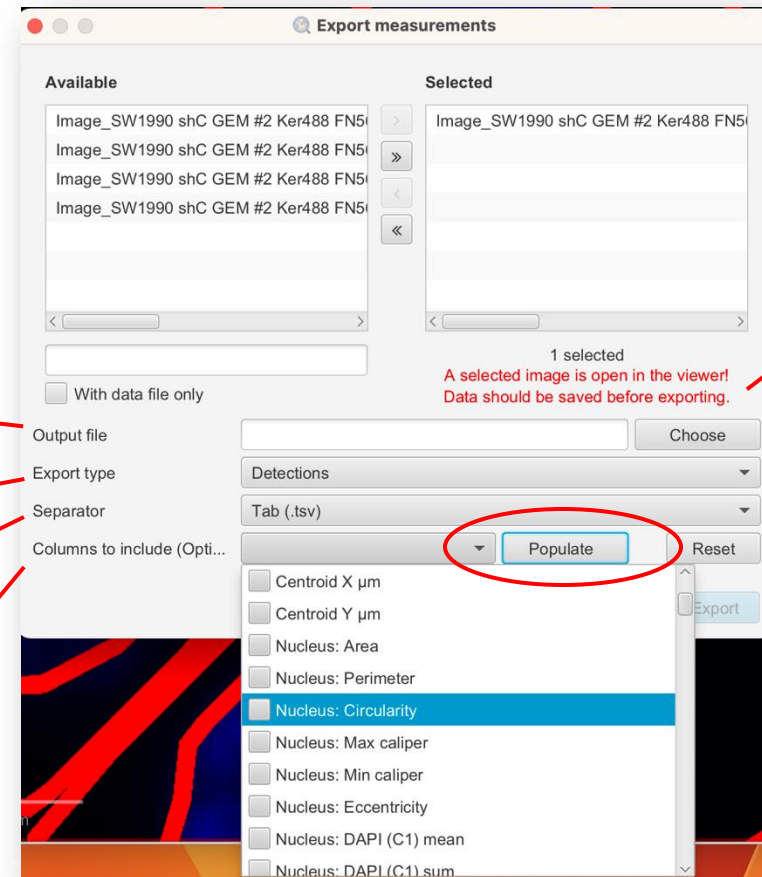 Export measurements
Available
Selected
Image_SW1990 shC GEM #2 Ker488 FN5
Image_SW1990 shC GEM #2 Ker488 FN5
Image_SW1990 shC GEM #2 Ker488 FN5
Image_SW1990 shC GEM #2 Ker488 FN5
Image_SW1990 shC GEM #2 Ker488 FN5
1 selected
A selected image is open in the viewer!
Data should be saved before exporting.
With data file only
Output file
Choose
Export type
Detections
Separator
Tab (.tsv)
Columns to include (Opti...
Populate
Reset
Export
Centroid X µm
Centroid Y µm
Nucleus: Area
Nucleus: Perimeter
Nucleus: Circularity
Nucleus: Max caliper
Nucleus: Min caliper
Nucleus: Eccentricity
Nucleus: DAPI (C1) mean
Nucleus: DAPI (C1) sum